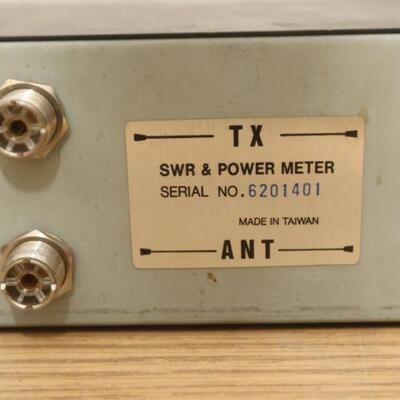 TX
SWR & POWER METER
SERIAL NO. 6201401
MADE IN TAIWAN
ANT